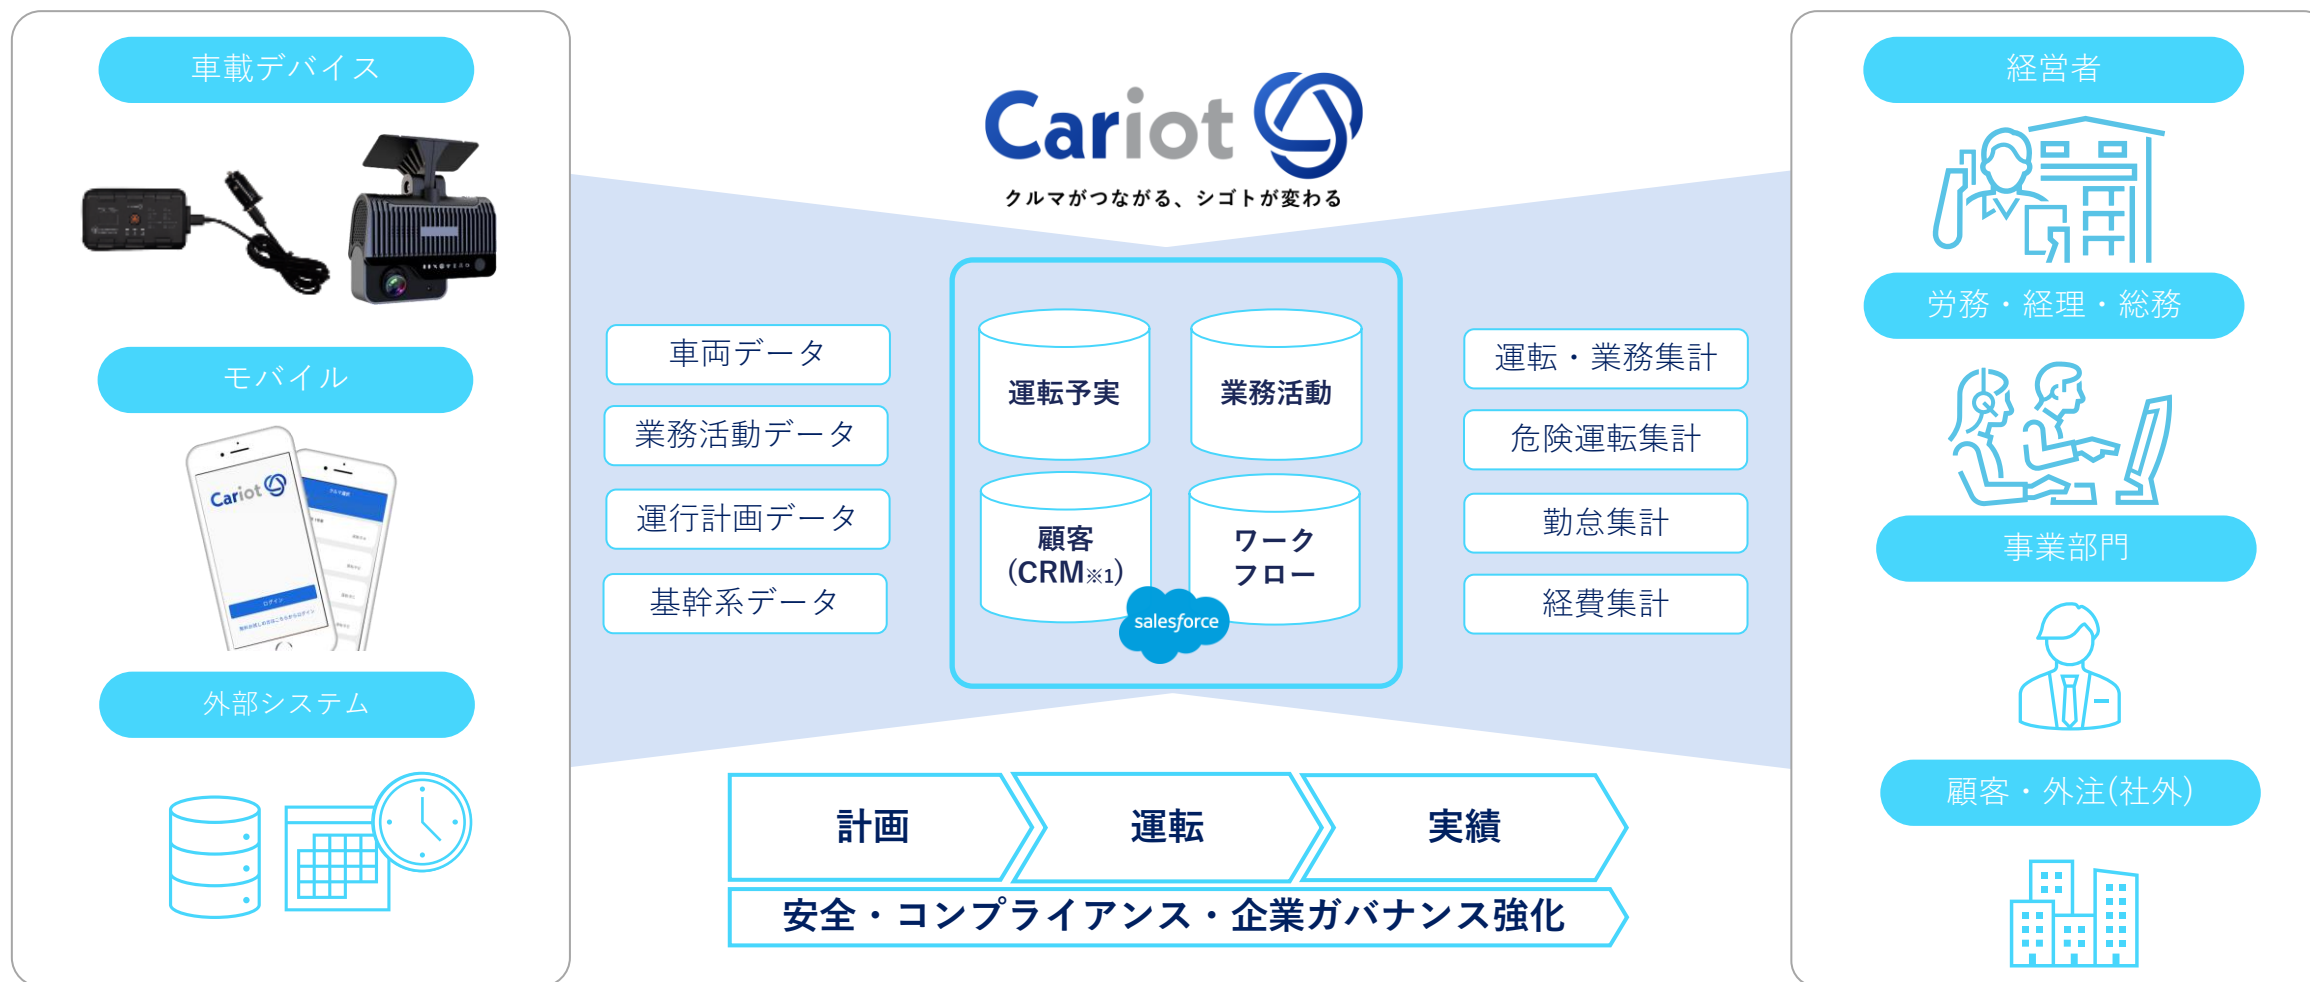 車載デバイス
モバイル
Cariot
ログイン
外部システム
Cariot
クルマがつながる、シゴトが変わる
車両データ
業務活動データ
運行計画データ
基幹系データ
運転予実
業務活動
顧客
(CRM※1)
ワーク
フロー
salesforce
運転・業務集計
危険運転集計
勤怠集計
経費集計
計画
運転
実績
安全・コンプライアンス・企業ガバナンス強化
経営者
労務・経理・総務
事業部門
顧客・外注(社外)